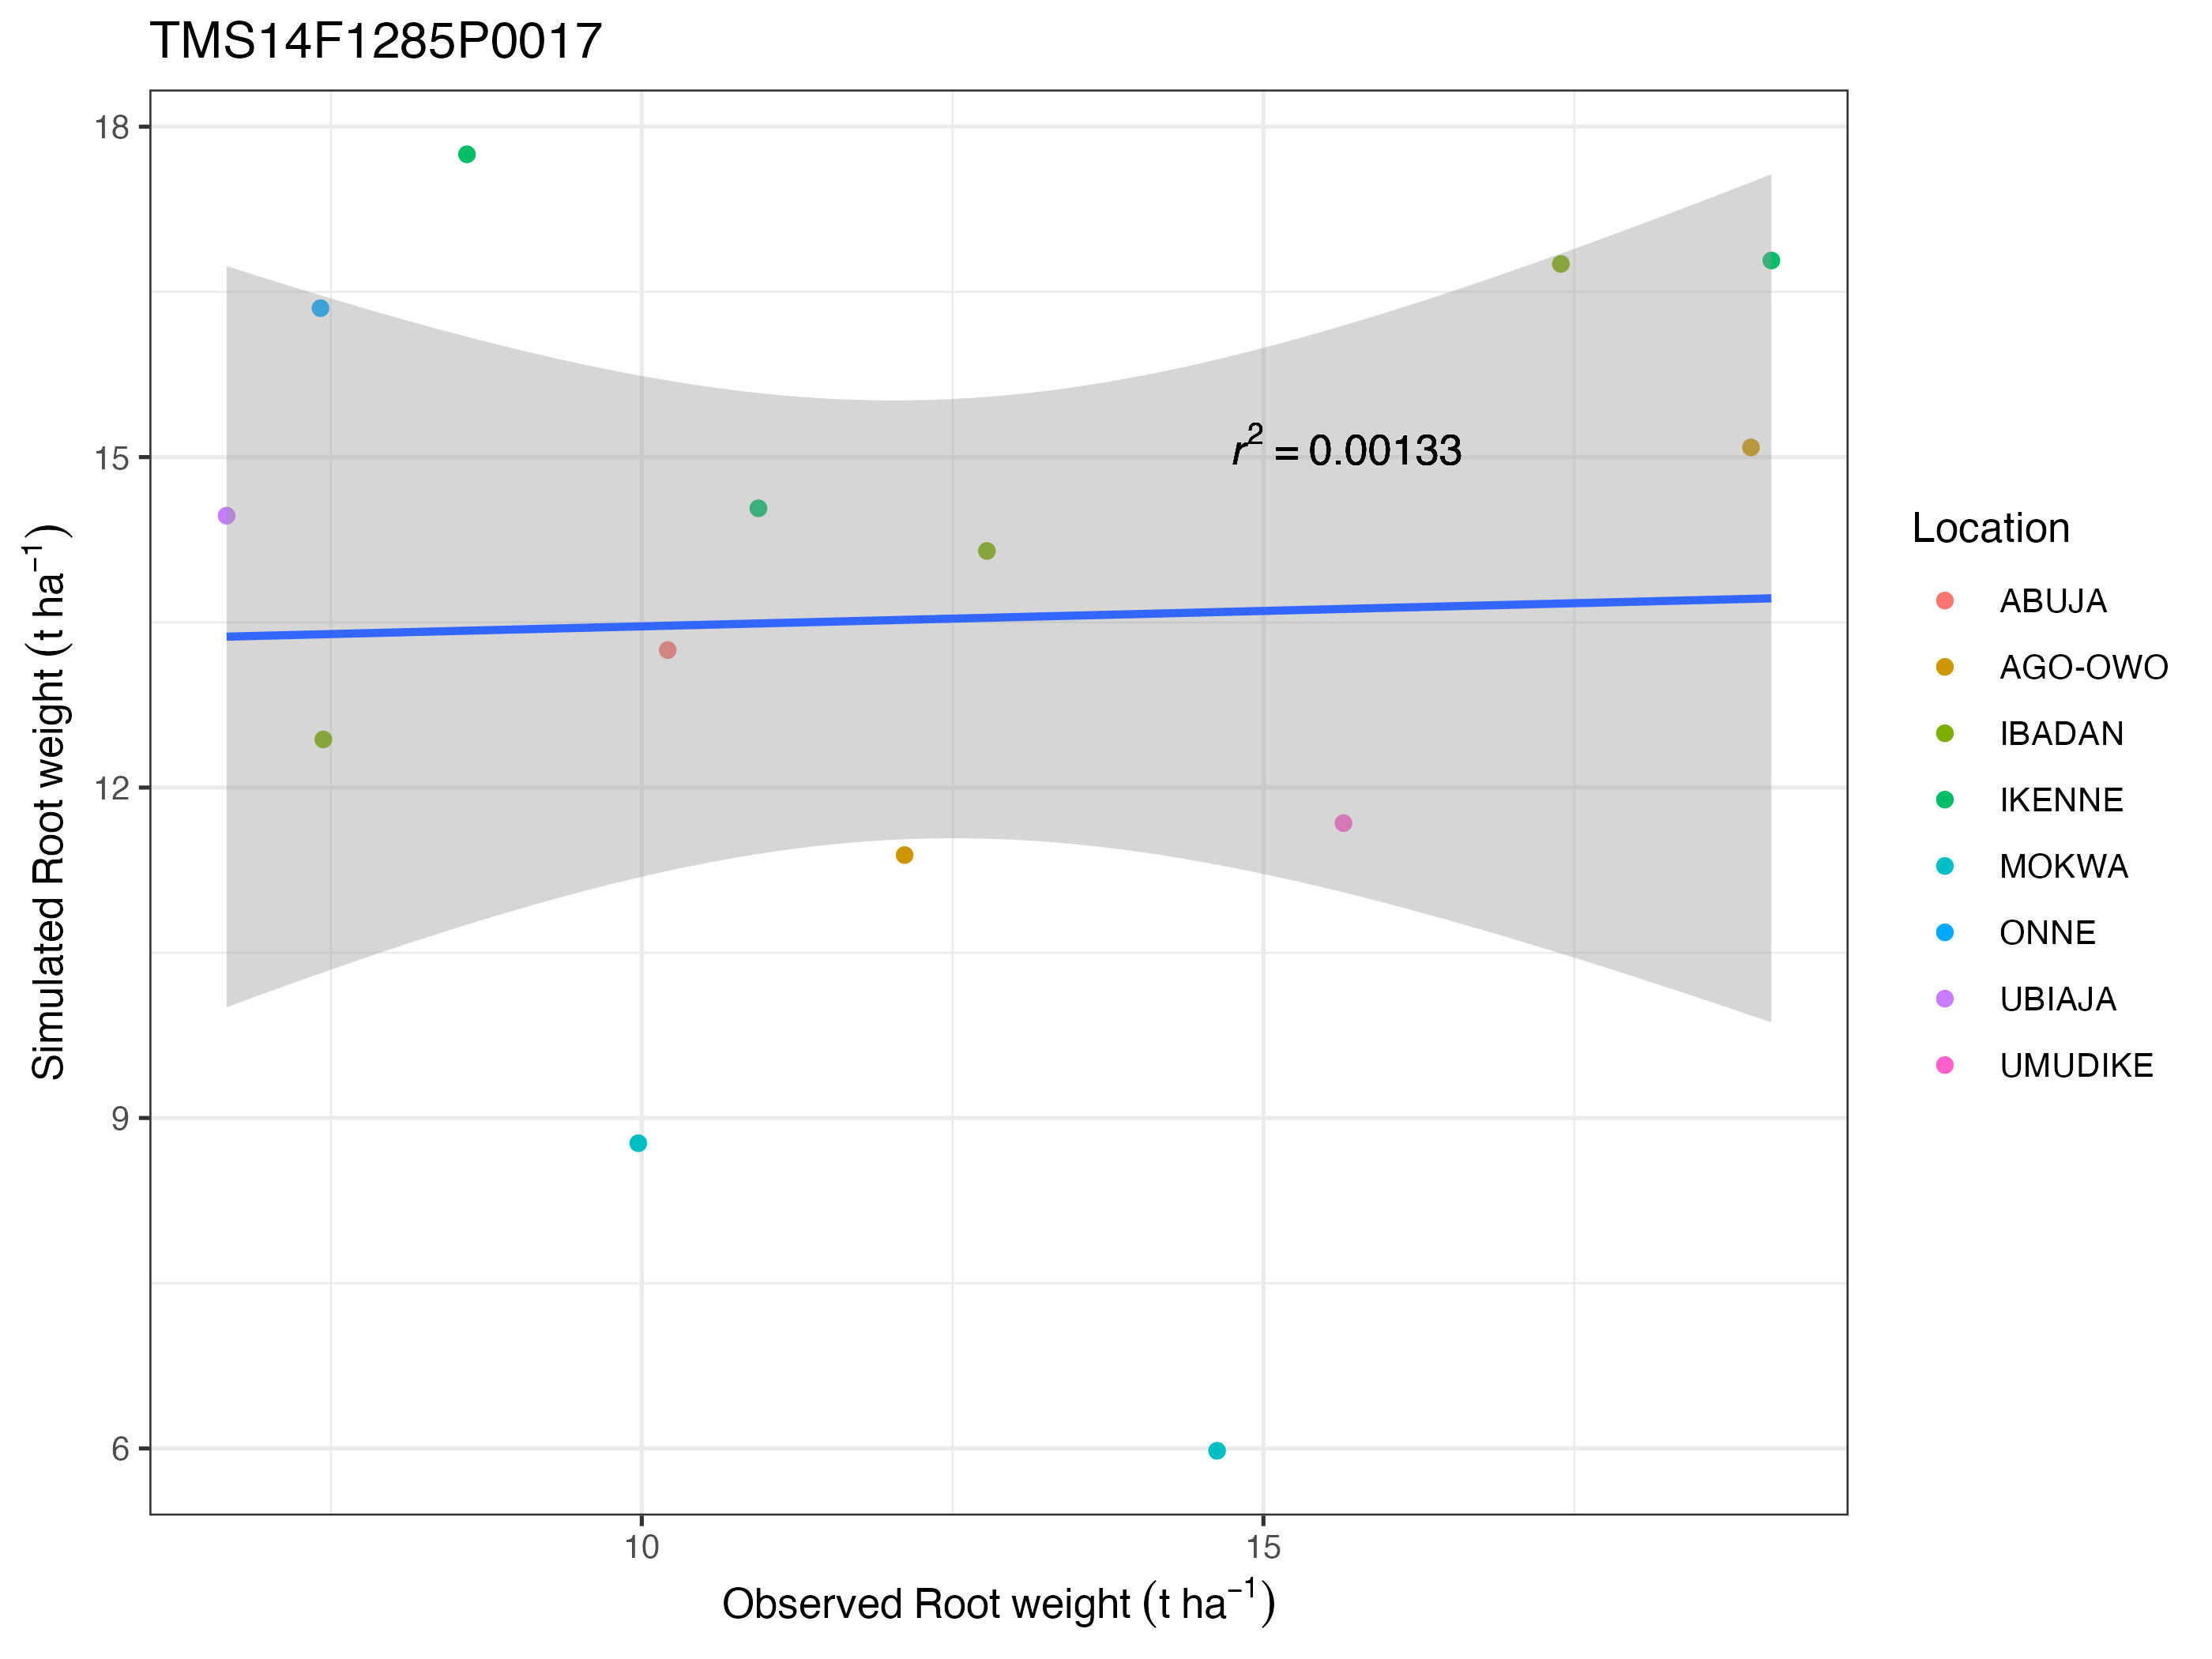 TMS14F1285P0017
18
15
12
9
6
Simulated Root weight (t ha⁻¹)
r² = 0.00133
10
15
Observed Root weight (t ha⁻¹)
Location
ABUJA
AGO-OWO
IBADAN
IKENNE
MOKWA
ONNE
UBIAJA
UMUDIKE